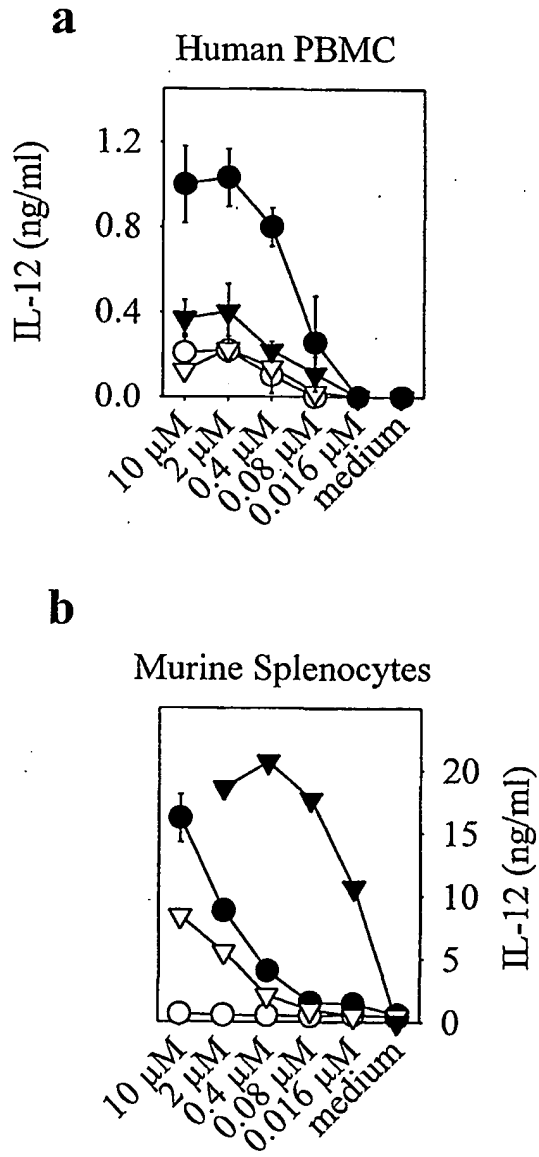 a
Human PBMC
IL-12 (ng/ml)
1.2
0.8
0.4
0.0
10 µM
2 µM
0.4 µM
0.08 µM
0.016 µM
medium
b
Murine Splenocytes
20
15
10
5
0
IL-12 (ng/ml)
10 µM
2 µM
0.4 µM
0.08 µM
0.016 µM
medium